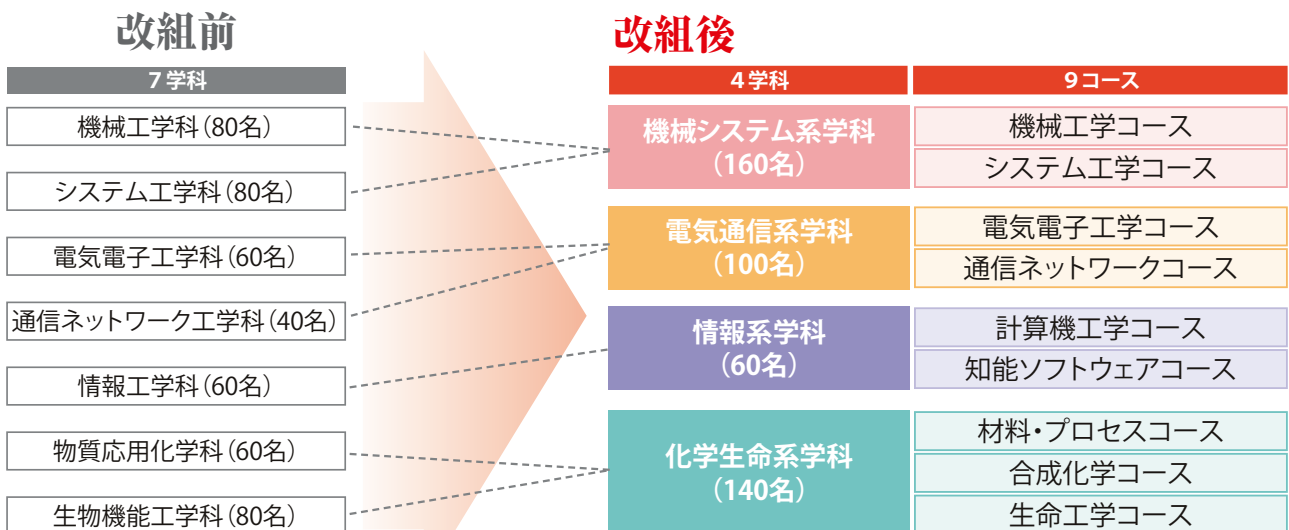 改組前
7学科
機械工学科(80名)
システム工学科(80名)
電気電子工学科(60名)
通信ネットワーク工学科(40名)
情報工学科(60名)
物質応用化学科(60名)
生物機能工学科(80名)
改組後
4学科
9コース
機械システム系学科
(160名)
機械工学コース
システム工学コース
電気通信系学科
(100名)
電気電子工学コース
通信ネットワークコース
情報系学科
(60名)
計算機工学コース
知能ソフトウェアコース
化学生命系学科
(140名)
材料・プロセスコース
合成化学コース
生命工学コース